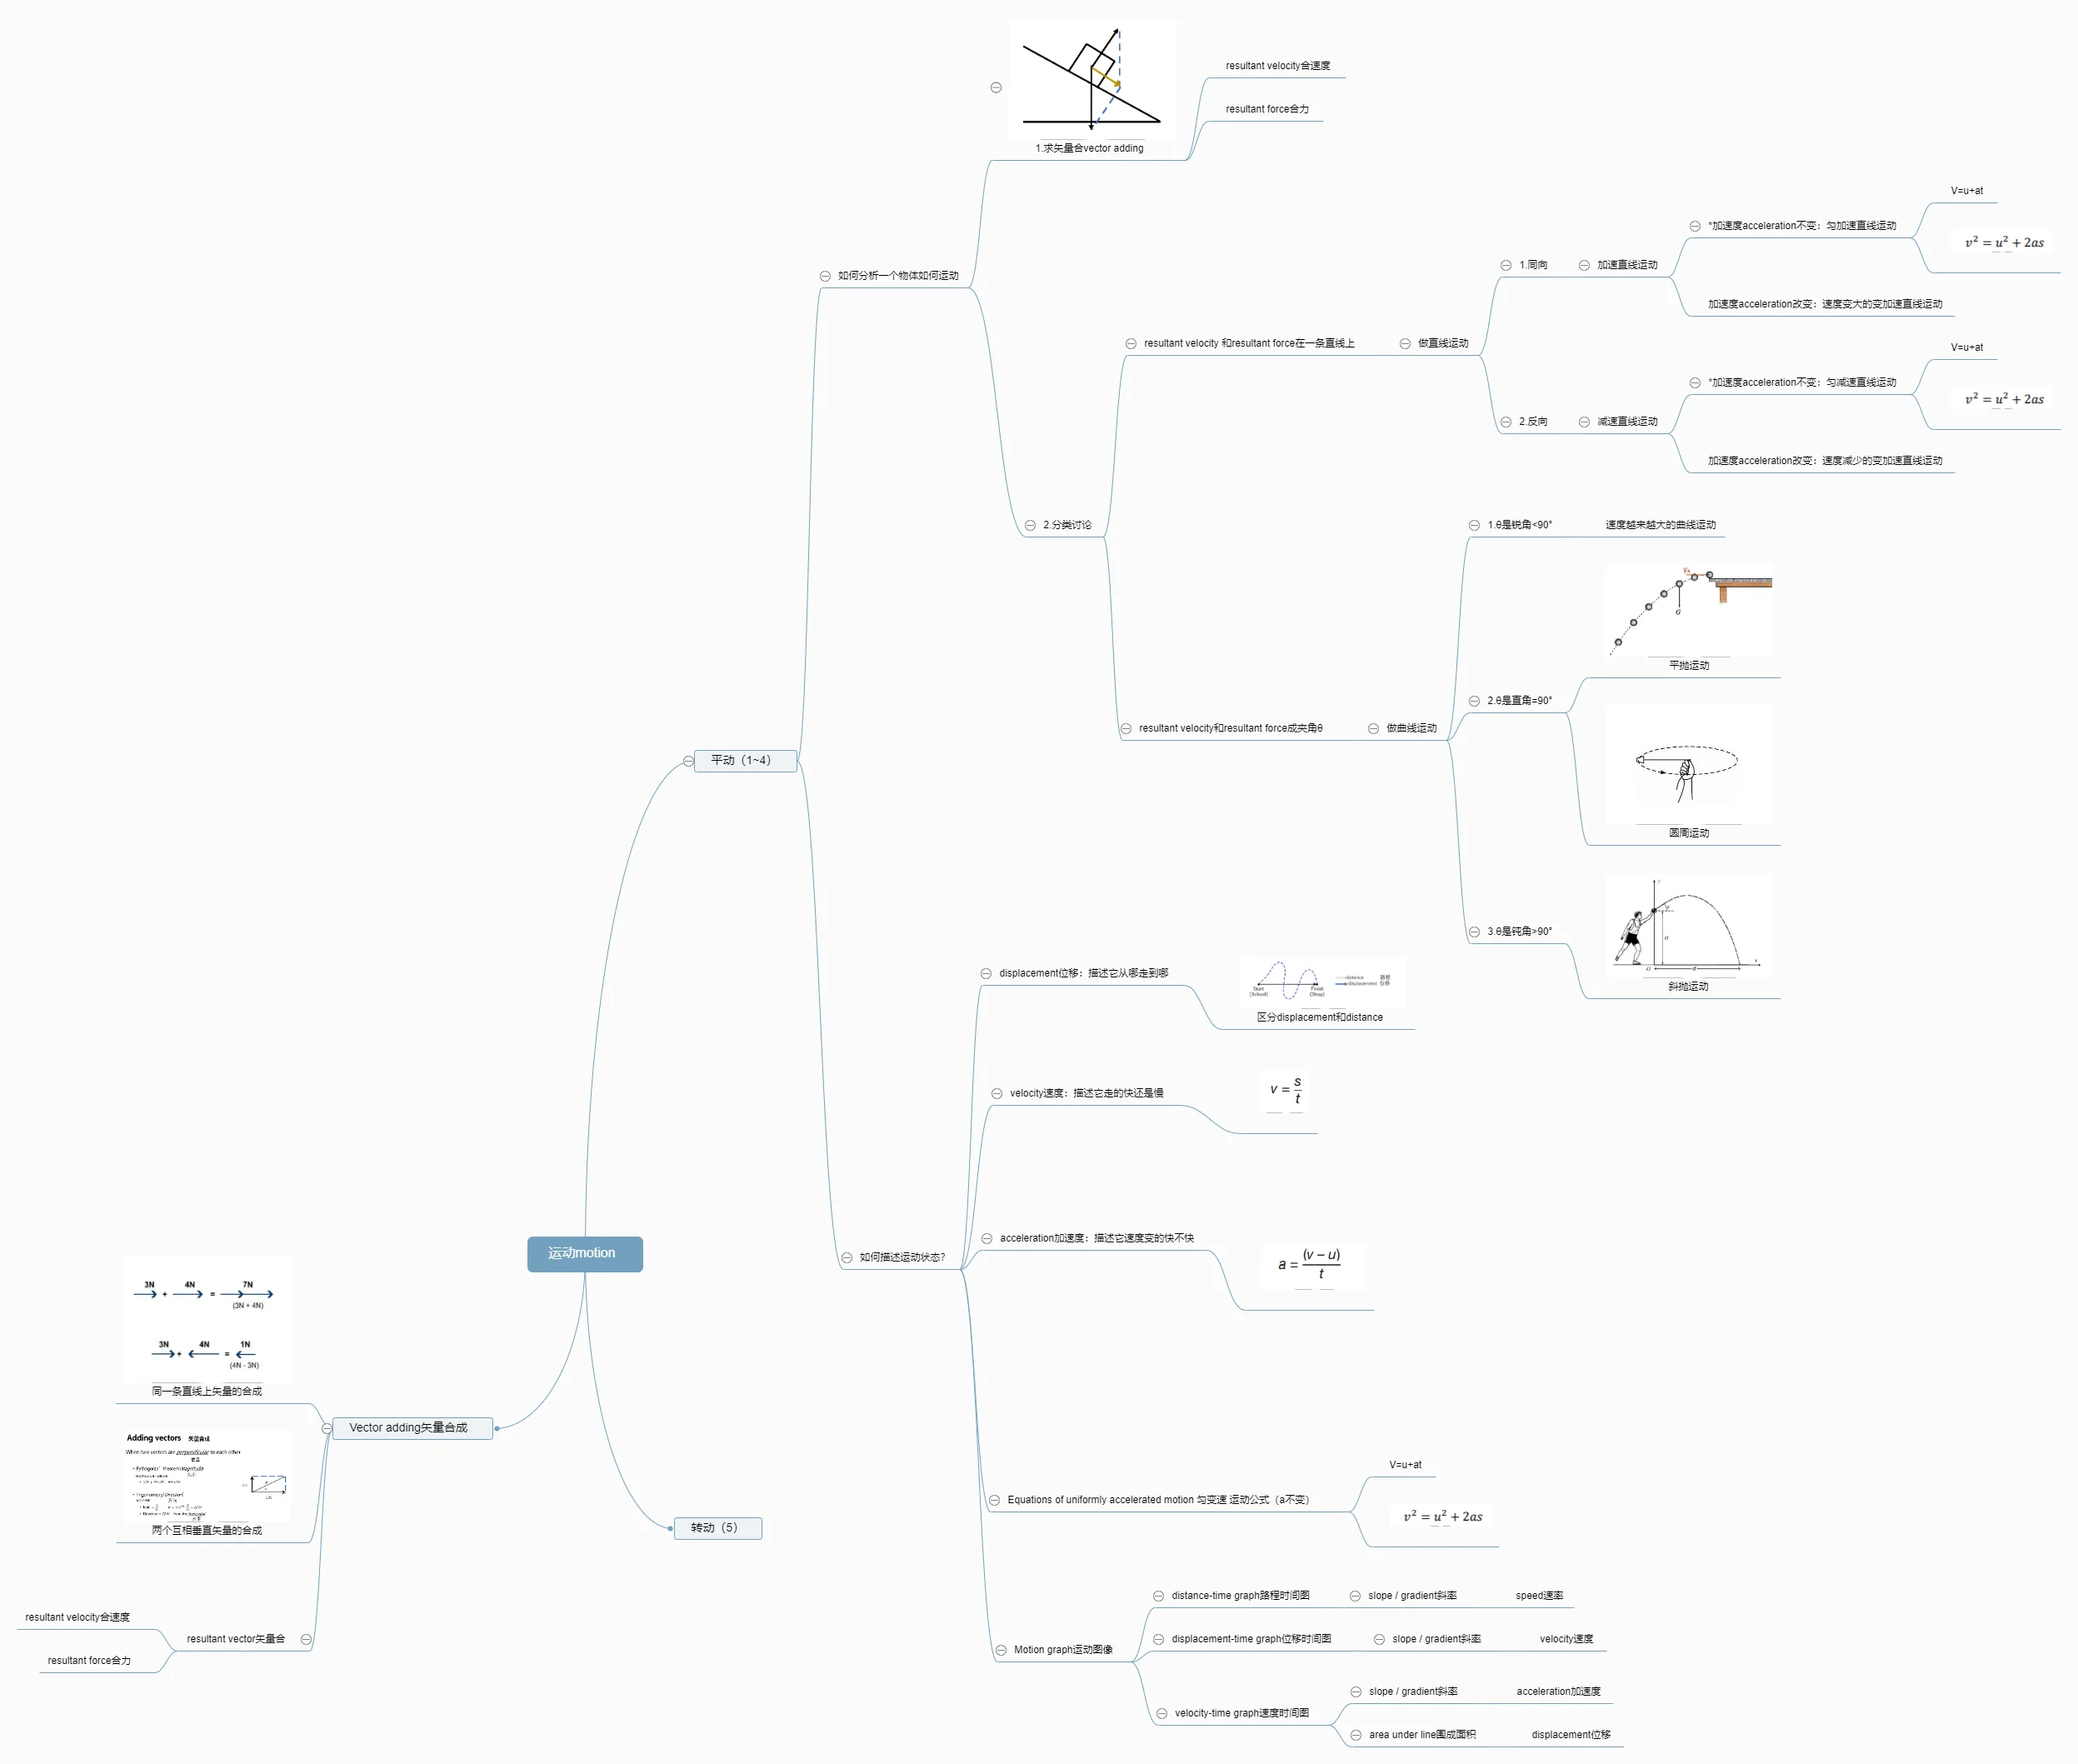 resultant velocity合速度
resultant force合力
1.求矢量合vector adding
V=u+at
*加速度acceleration不变：匀加速直线运动
v² = u² + 2as
1.同向
加速直线运动
加速度acceleration改变：速度变大的变加速直线运动
如何分析一个物体如何运动
resultant velocity 和resultant force在一条直线上
做直线运动
V=u+at
*加速度acceleration不变：匀减速直线运动
v² = u² + 2as
2.反向
减速直线运动
加速度acceleration改变：速度减少的变加速直线运动
2.分类讨论
1.θ是锐角<90°
速度越来越大的曲线运动
G
平抛运动
2.θ是直角=90°
resultant velocity和resultant force成夹角θ
做曲线运动
圆周运动
3.θ是钝角>90°
斜抛运动
平动（1~4）
displacement位移：描述它从哪走到哪
Start
(School)
Finish
(Shop)
distance 路程
displacement 位移
区分displacement和distance
velocity速度：描述它走的快还是慢
v = s/t
acceleration加速度：描述它速度变的快不快
a = (v – u)/t
如何描述运动状态？
运动motion
Equations of uniformly accelerated motion 匀变速 运动公式（a不变）
V=u+at
v² = u² + 2as
Motion graph运动图像
distance-time graph路程时间图
slope / gradient斜率
speed速率
displacement-time graph位移时间图
slope / gradient斜率
velocity速度
velocity-time graph速度时间图
slope / gradient斜率
acceleration加速度
area under line围成面积
displacement位移
转动（5）
Vector adding矢量合成
3N + 4N = 7N
(3N + 4N)
3N + 4N = 1N
(4N - 3N)
同一条直线上矢量的合成
Adding vectors 矢量合成
When two vectors are perpendicular to each other
垂直
两个互相垂直矢量的合成
resultant vector矢量合
resultant velocity合速度
resultant force合力